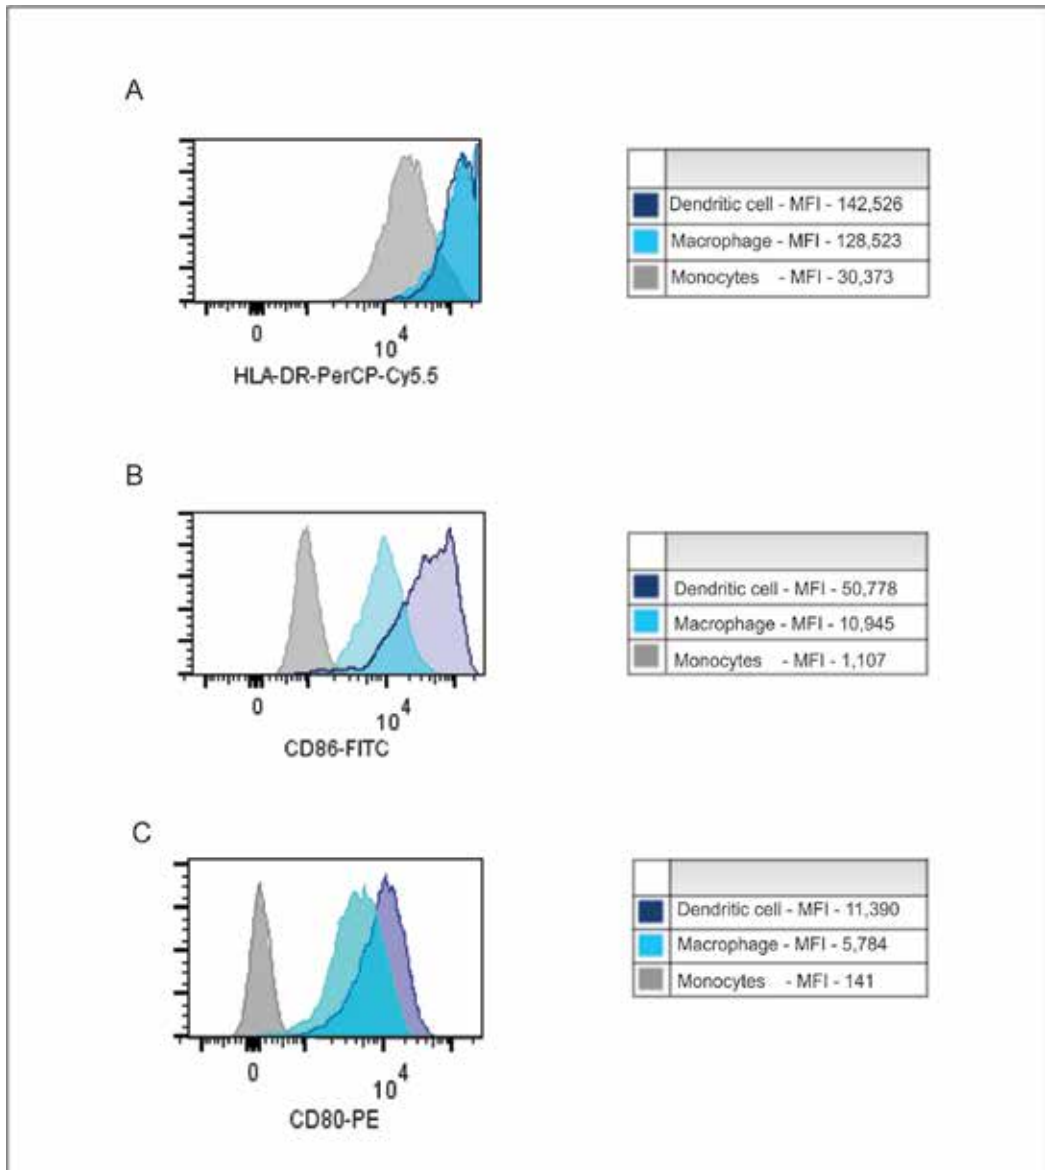 A
Dendritic cell - MFI - 142,526
Macrophage - MFI - 128,523
Monocytes - MFI - 30,373
0
10^4
HLA-DR-PerCP-Cy5.5
B
Dendritic cell - MFI - 50,778
Macrophage - MFI - 10,945
Monocytes - MFI - 1,107
0
10^4
CD86-FITC
C
Dendritic cell - MFI - 11,390
Macrophage - MFI - 5,784
Monocytes - MFI - 141
0
10^4
CD80-PE